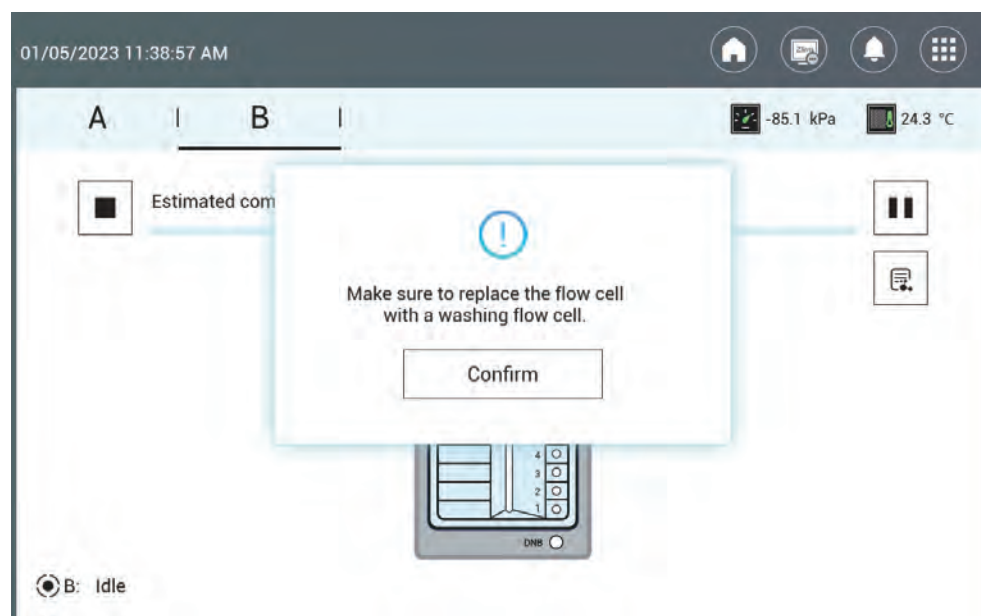 01/05/2023 11:38:57 AM
A
B
-85.1 kPa
24.3 °C
Estimated com
Make sure to replace the flow cell
with a washing flow cell.
Confirm
4
3
2
1
DNB
B: Idle